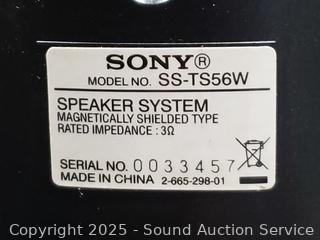 SONY®
MODEL NO. SS-TS56W
SPEAKER SYSTEM
MAGNETICALLY SHIELDED TYPE
RATED IMPEDANCE : 3Ω
SERIAL NO. 0033457
MADE IN CHINA 2-665-298-01
Copyright © 2025 - Sound Auction Service